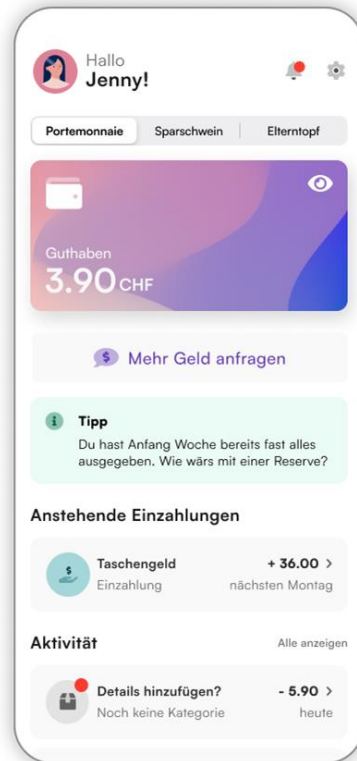 Hallo
Jenny!
Portemonnaie Sparschwein Elterntopf
Guthaben
3.90 CHF
$ Mehr Geld anfragen
i Tipp
Du hast Anfang Woche bereits fast alles
ausgegeben. Wie wärs mit einer Reserve?
Anstehende Einzahlungen
$ Taschengeld + 36.00 >
Einzahlung nächsten Montag
Aktivität Alle anzeigen
Details hinzufügen? - 5.90 >
Noch keine Kategorie heute